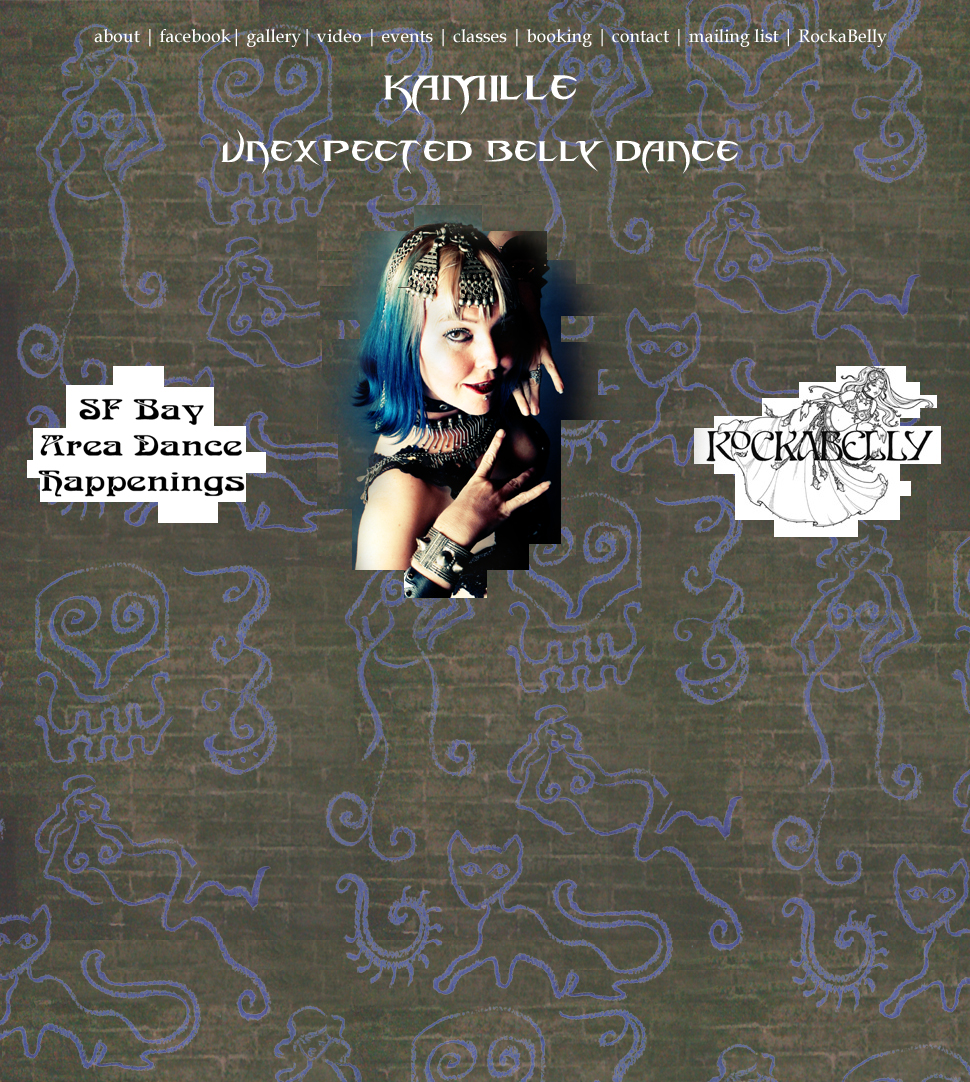 about | facebook| gallery| video | events | classes | booking | contact | mailing list | RockaBelly
KAMILLE
UNEXPECTED BELLY DANCE
SF Bay
Area Dance
Happenings
ROCKABELLY